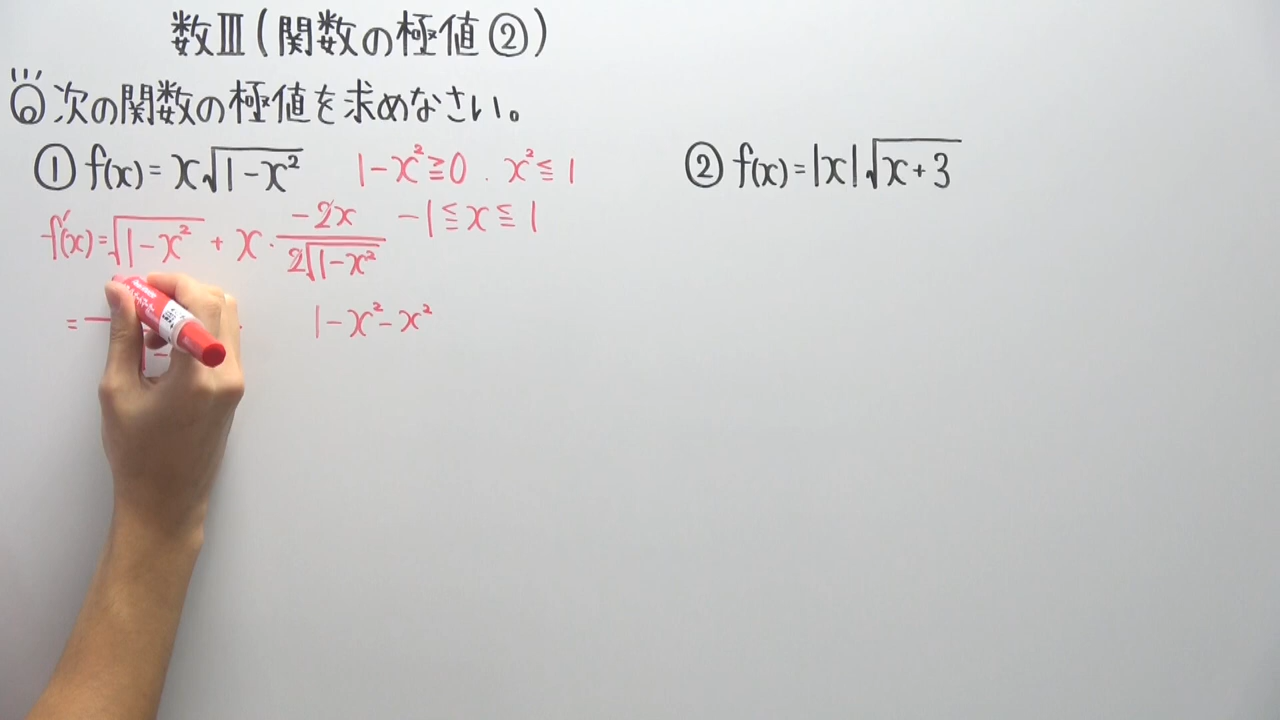 数Ⅲ(関数の極値②)
Q 次の関数の極値を求めなさい。
① f(x)=x√(1-x²)  1-x²≧0. x²≦1
-1≦x≦1
f'(x)=√(1-x²) + x・(-2x)/(2√(1-x²))
= 1-x²-x²
② f(x)=|x|√(x+3)